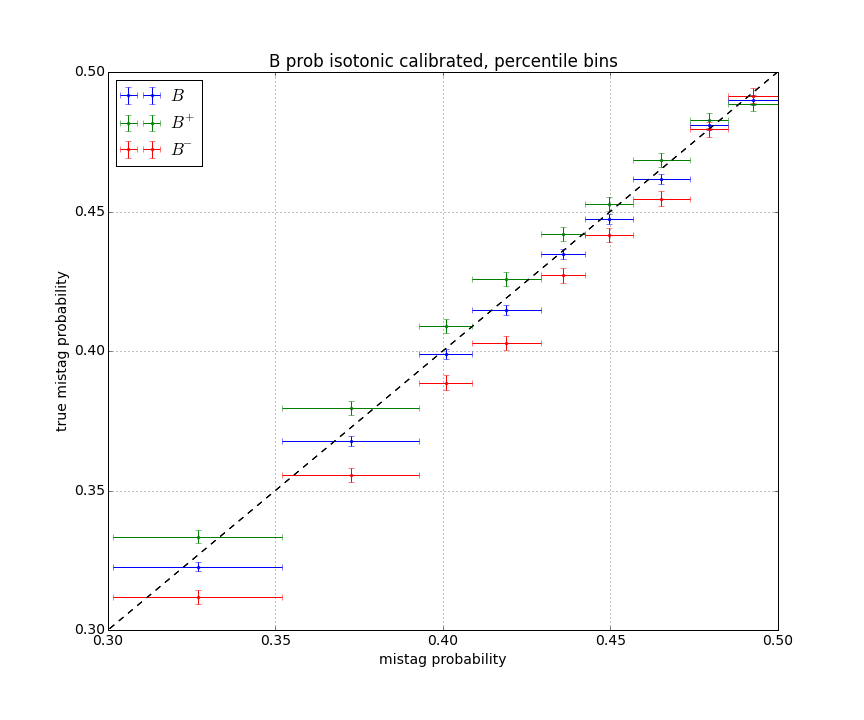 B prob isotonic calibrated, percentile bins
B
B⁺
B⁻
0.50
0.45
0.40
0.35
0.30
true mistag probability
0.30 0.35 0.40 0.45 0.50
mistag probability